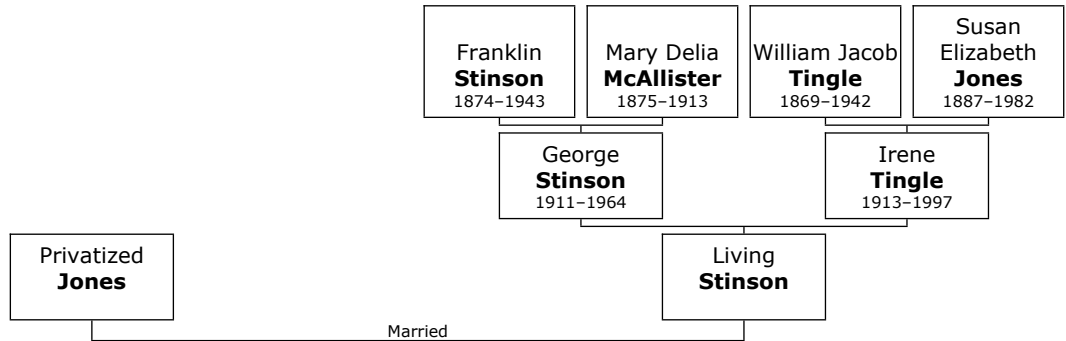 Franklin
Stinson
1874–1943
Mary Delia
McAllister
1875–1913
William Jacob
Tingle
1869–1942
Susan
Elizabeth
Jones
1887–1982
George
Stinson
1911–1964
Irene
Tingle
1913–1997
Privatized
Jones
Living
Stinson
Married